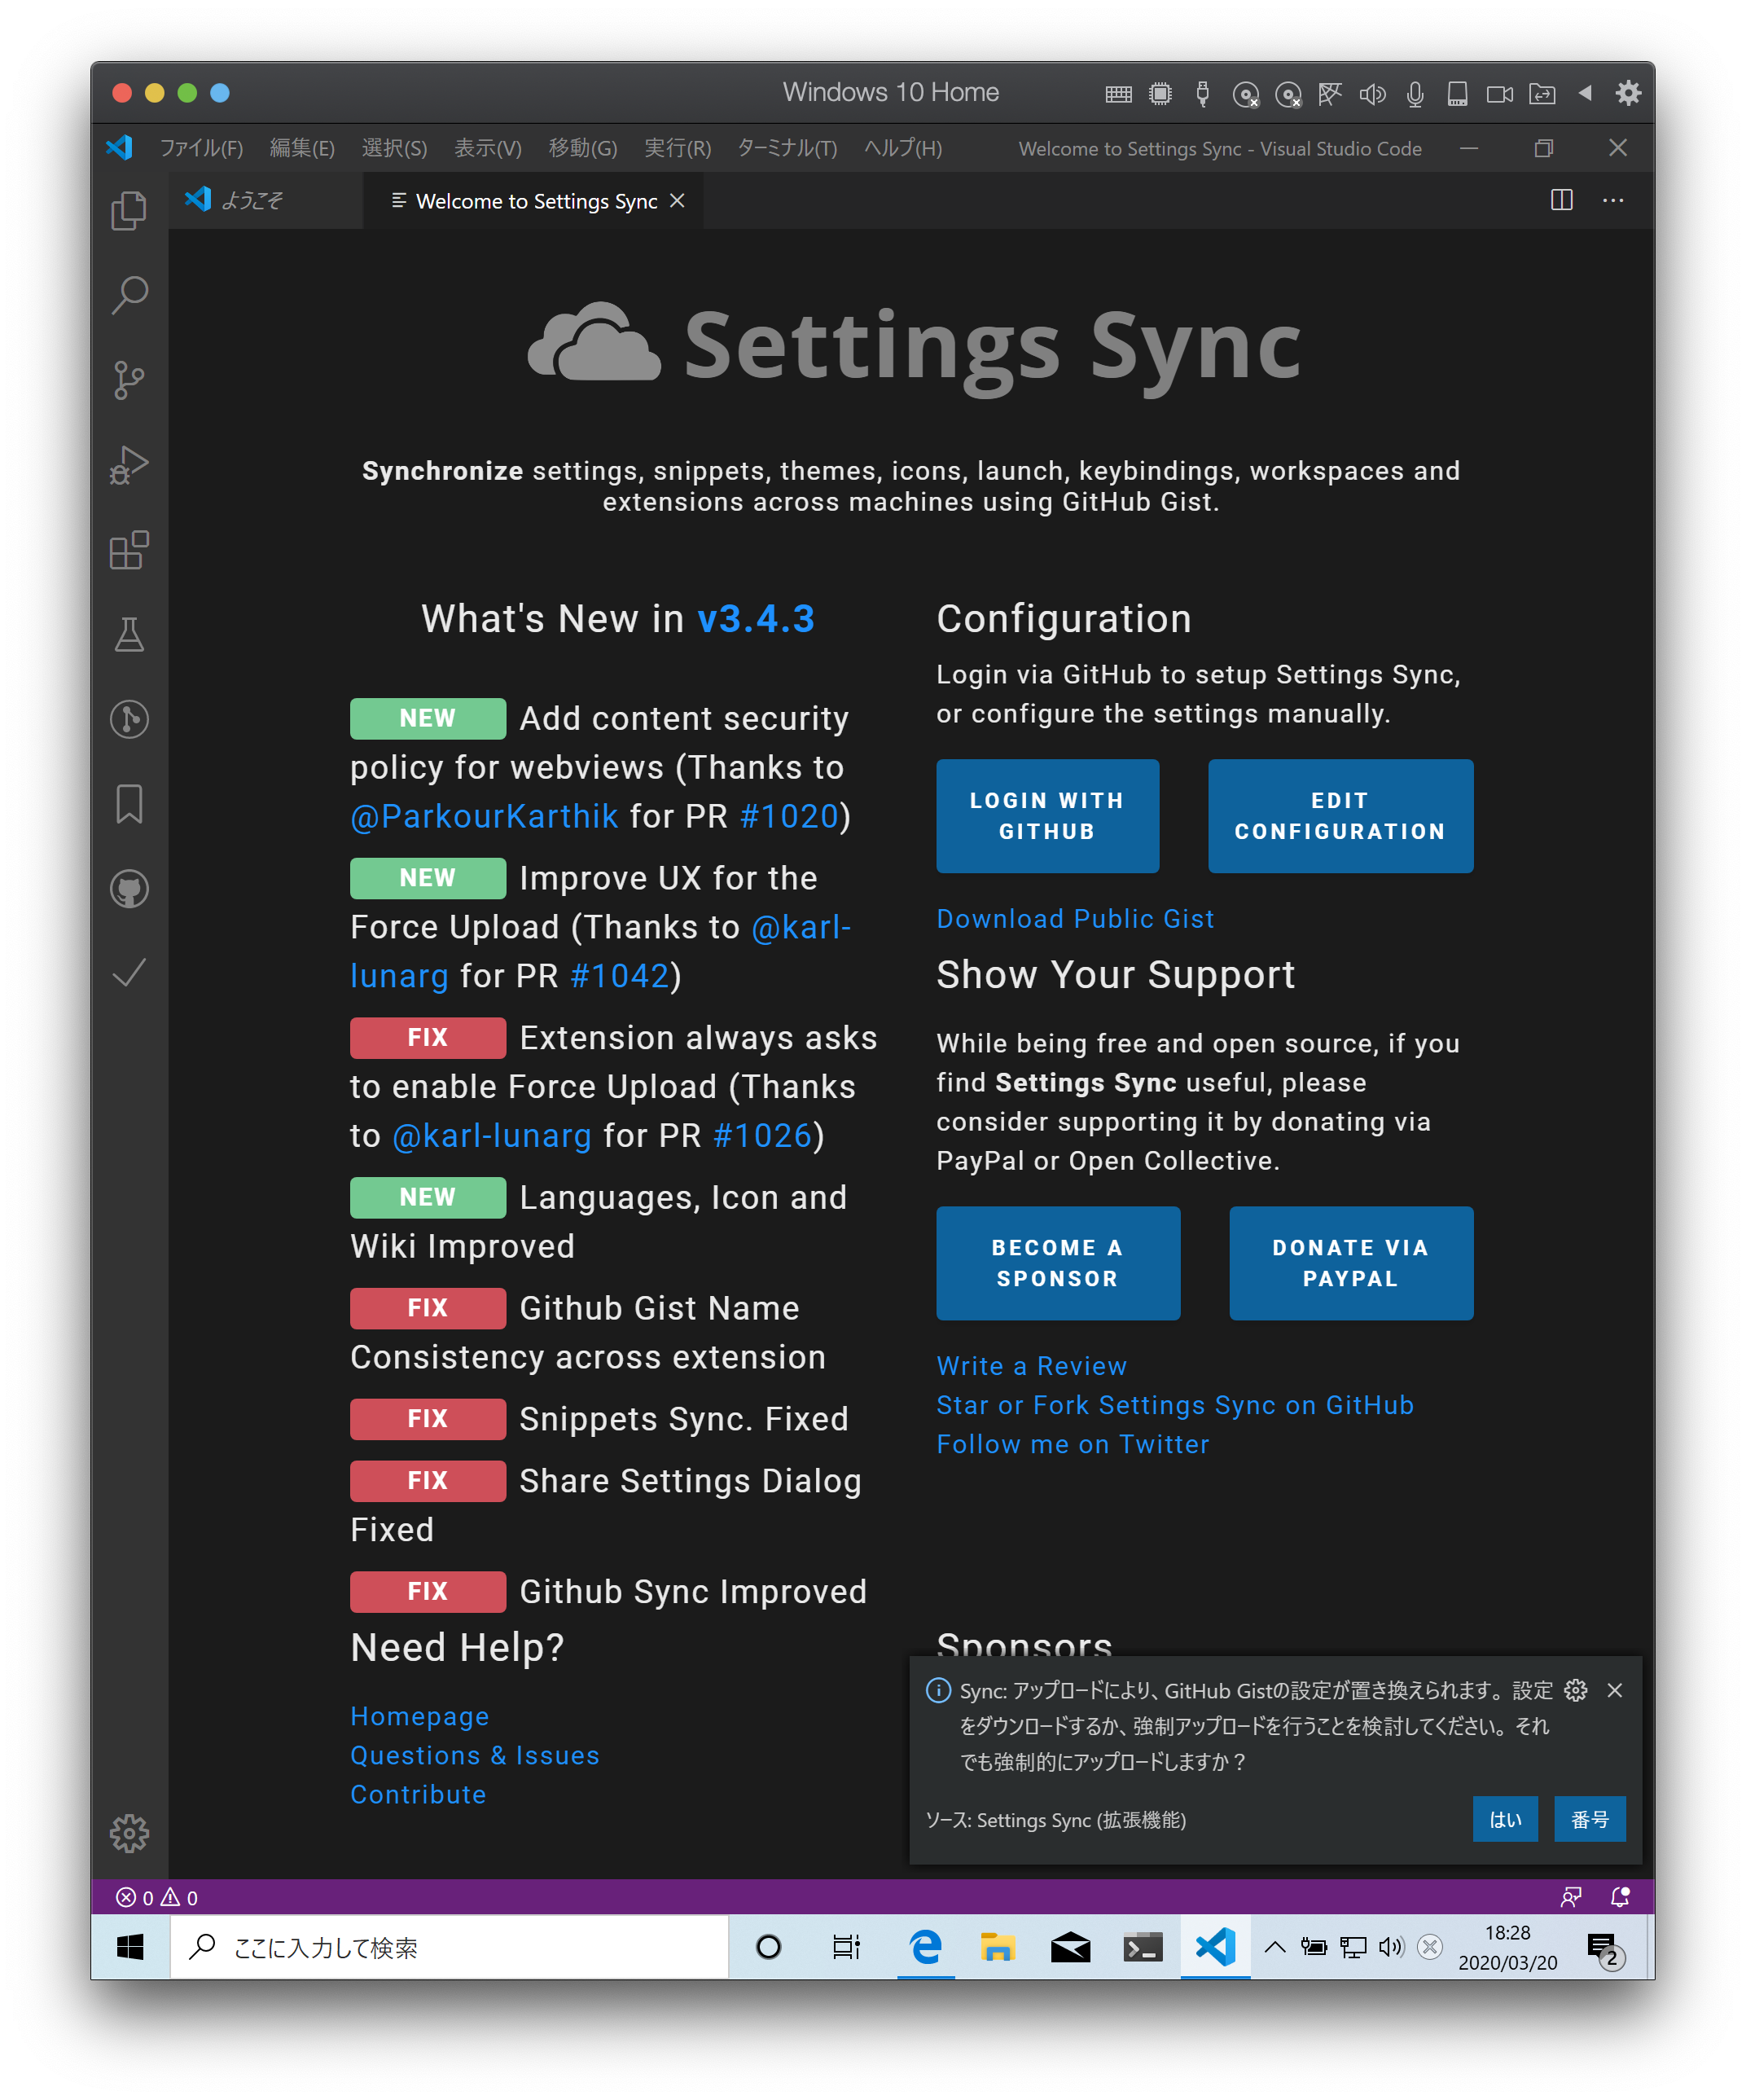 Windows 10 Home
ファイル(F) 編集(E) 選択(S) 表示(V) 移動(G) 実行(R) ターミナル(T) ヘルプ(H) Welcome to Settings Sync - Visual Studio Code
ようこそ Welcome to Settings Sync
Settings Sync
Synchronize settings, snippets, themes, icons, launch, keybindings, workspaces and
extensions across machines using GitHub Gist.
What's New in v3.4.3
NEW Add content security
policy for webviews (Thanks to
@ParkourKarthik for PR #1020)
NEW Improve UX for the
Force Upload (Thanks to @karl-
lunarg for PR #1042)
FIX Extension always asks
to enable Force Upload (Thanks
to @karl-lunarg for PR #1026)
NEW Languages, Icon and
Wiki Improved
FIX Github Gist Name
Consistency across extension
FIX Snippets Sync. Fixed
FIX Share Settings Dialog
Fixed
FIX Github Sync Improved
Need Help?
Homepage
Questions & Issues
Contribute
Configuration
Login via GitHub to setup Settings Sync,
or configure the settings manually.
LOGIN WITH
GITHUB
EDIT
CONFIGURATION
Download Public Gist
Show Your Support
While being free and open source, if you
find Settings Sync useful, please
consider supporting it by donating via
PayPal or Open Collective.
BECOME A
SPONSOR
DONATE VIA
PAYPAL
Write a Review
Star or Fork Settings Sync on GitHub
Follow me on Twitter
Sponsors
Sync: アップロードにより、GitHub Gistの設定が置き換えられます。設定
をダウンロードするか、強制アップロードを行うことを検討してください。それ
でも強制的にアップロードしますか？
ソース: Settings Sync (拡張機能) はい 番号
0 0
ここに入力して検索
18:28
2020/03/20
2